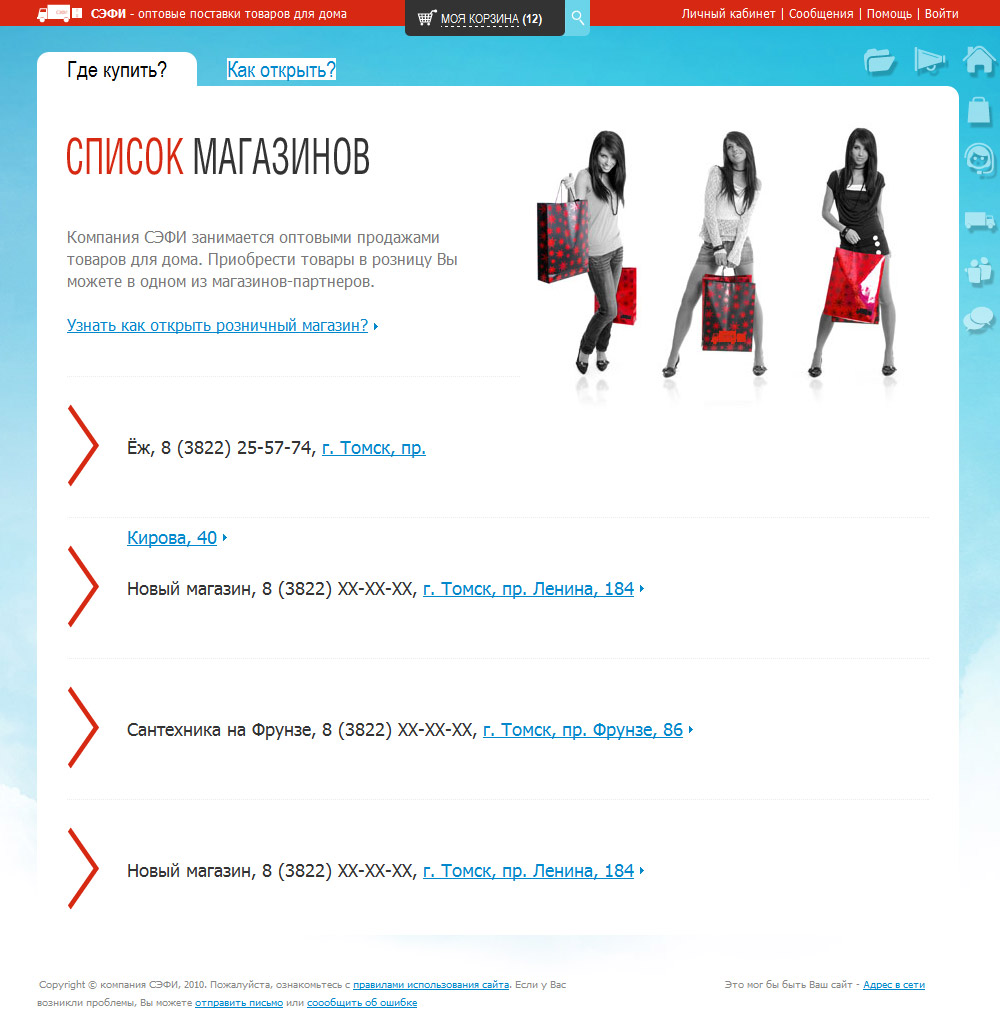 СЭФИ - оптовые поставки товаров для дома
МОЯ КОРЗИНА (12)
Личный кабинет | Сообщения | Помощь | Войти
Где купить?
Как открыть?
СПИСОК МАГАЗИНОВ
Компания СЭФИ занимается оптовыми продажами
товаров для дома. Приобрести товары в розницу Вы
можете в одном из магазинов-партнеров.
Узнать как открыть розничный магазин?
Ёж, 8 (3822) 25-57-74, г. Томск, пр.
Кирова, 40
Новый магазин, 8 (3822) XX-XX-XX, г. Томск, пр. Ленина, 184
Сантехника на Фрунзе, 8 (3822) XX-XX-XX, г. Томск, пр. Фрунзе, 86
Новый магазин, 8 (3822) XX-XX-XX, г. Томск, пр. Ленина, 184
Copyright © компания СЭФИ, 2010. Пожалуйста, ознакомьтесь с правилами использования сайта. Если у Вас
возникли проблемы, Вы можете отправить письмо или соообщить об ошибке
Это мог бы быть Ваш сайт - Адрес в сети